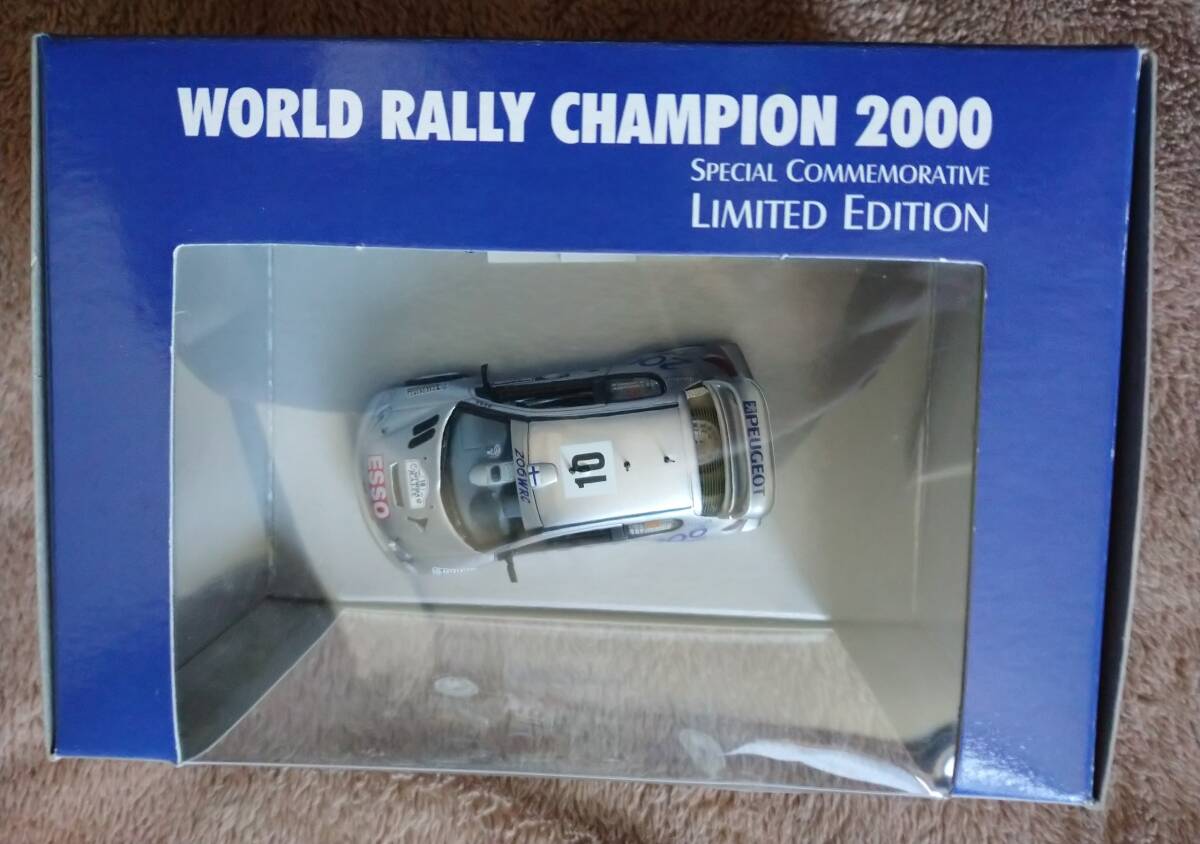 WORLD RALLY CHAMPION 2000
SPECIAL COMMEMORATIVE
LIMITED EDITION
PEUGEOT
10
206WRC
ESSO